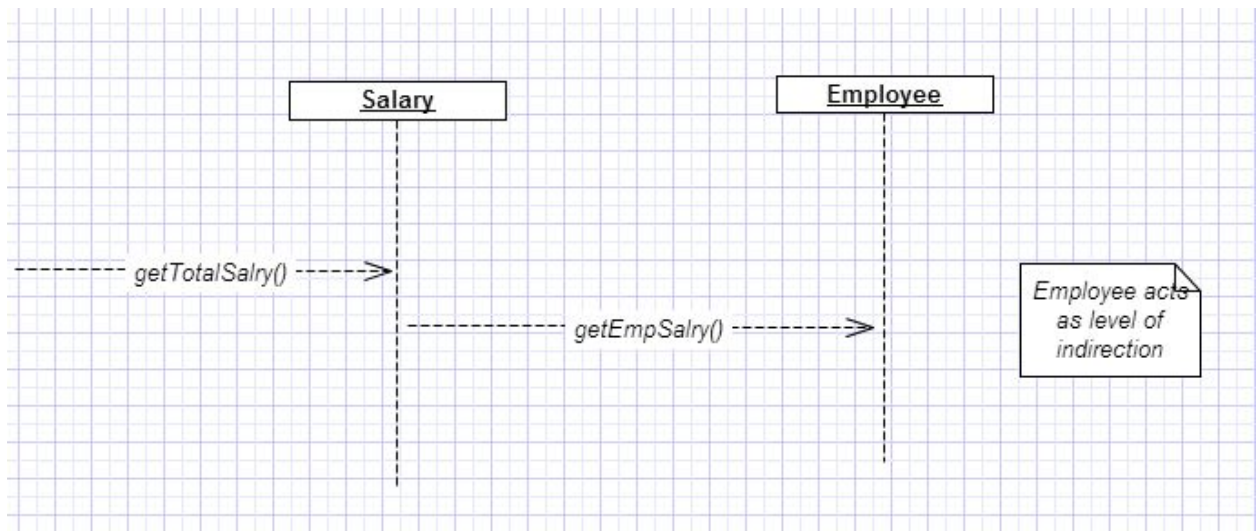 Salary
Employee
getTotalSalry()
getEmpSalry()
Employee acts
as level of
indirection